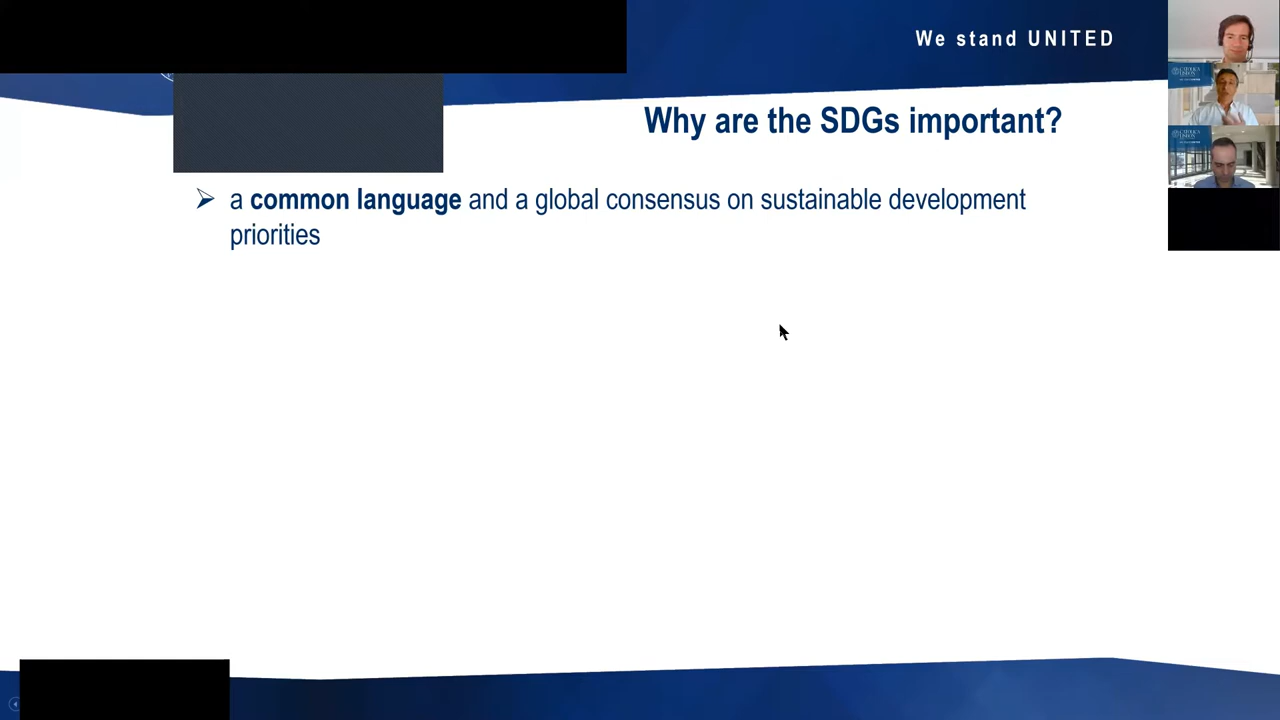 We stand UNITED
Why are the SDGs important?
➢ a common language and a global consensus on sustainable development
priorities